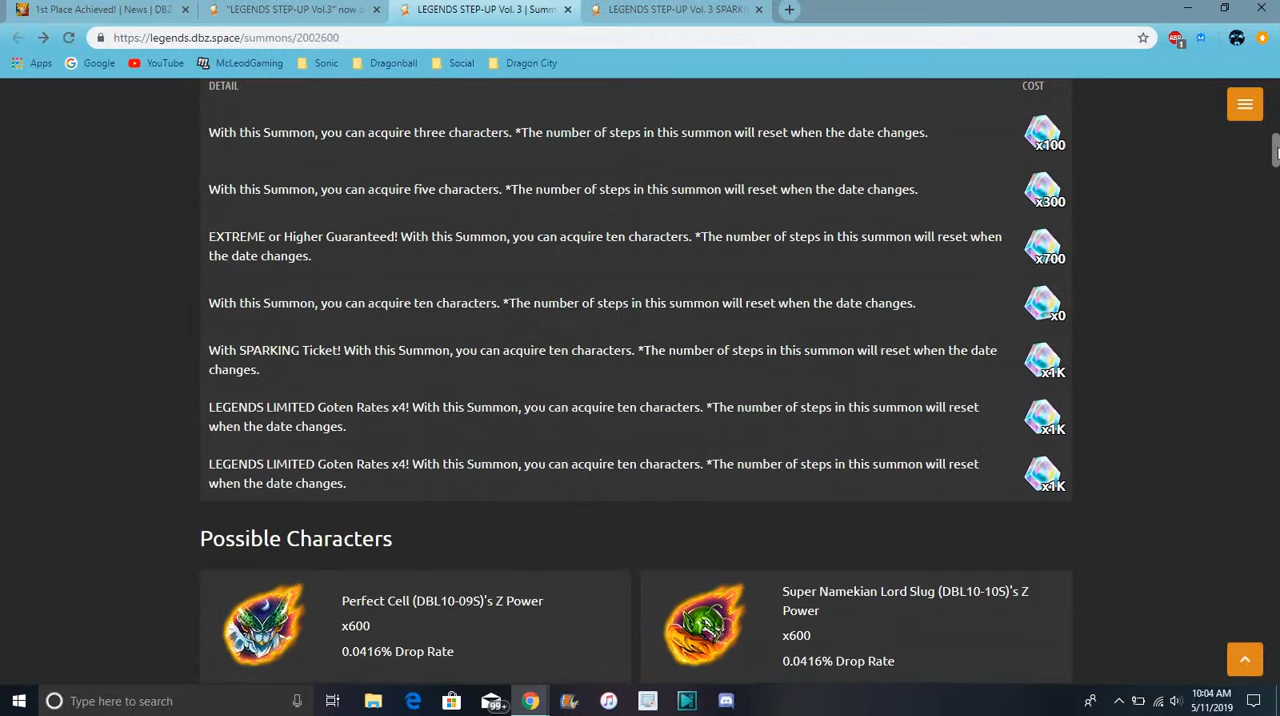 1st Place Achieved! | News | DBZ
"LEGENDS STEP-UP Vol.3" now o
LEGENDS STEP-UP Vol. 3 | Summ
LEGENDS STEP-UP Vol. 3 SPARKI
https://legends.dbz.space/summons/2002600
ABP
1
Apps
Google
YouTube
McLeodGaming
Sonic
Dragonball
Social
Dragon City
DETAIL
COST
With this Summon, you can acquire three characters. *The number of steps in this summon will reset when the date changes.
x100
With this Summon, you can acquire five characters. *The number of steps in this summon will reset when the date changes.
x300
EXTREME or Higher Guaranteed! With this Summon, you can acquire ten characters. *The number of steps in this summon will reset when
the date changes.
x700
With this Summon, you can acquire ten characters. *The number of steps in this summon will reset when the date changes.
x0
With SPARKING Ticket! With this Summon, you can acquire ten characters. *The number of steps in this summon will reset when the date
changes.
x1K
LEGENDS LIMITED Goten Rates x4! With this Summon, you can acquire ten characters. *The number of steps in this summon will reset
when the date changes.
x1K
LEGENDS LIMITED Goten Rates x4! With this Summon, you can acquire ten characters. *The number of steps in this summon will reset
when the date changes.
x1K
Possible Characters
Perfect Cell (DBL10-09S)'s Z Power
x600
0.0416% Drop Rate
Super Namekian Lord Slug (DBL10-10S)'s Z
Power
x600
0.0416% Drop Rate
Type here to search
99+
10:04 AM
5/11/2019